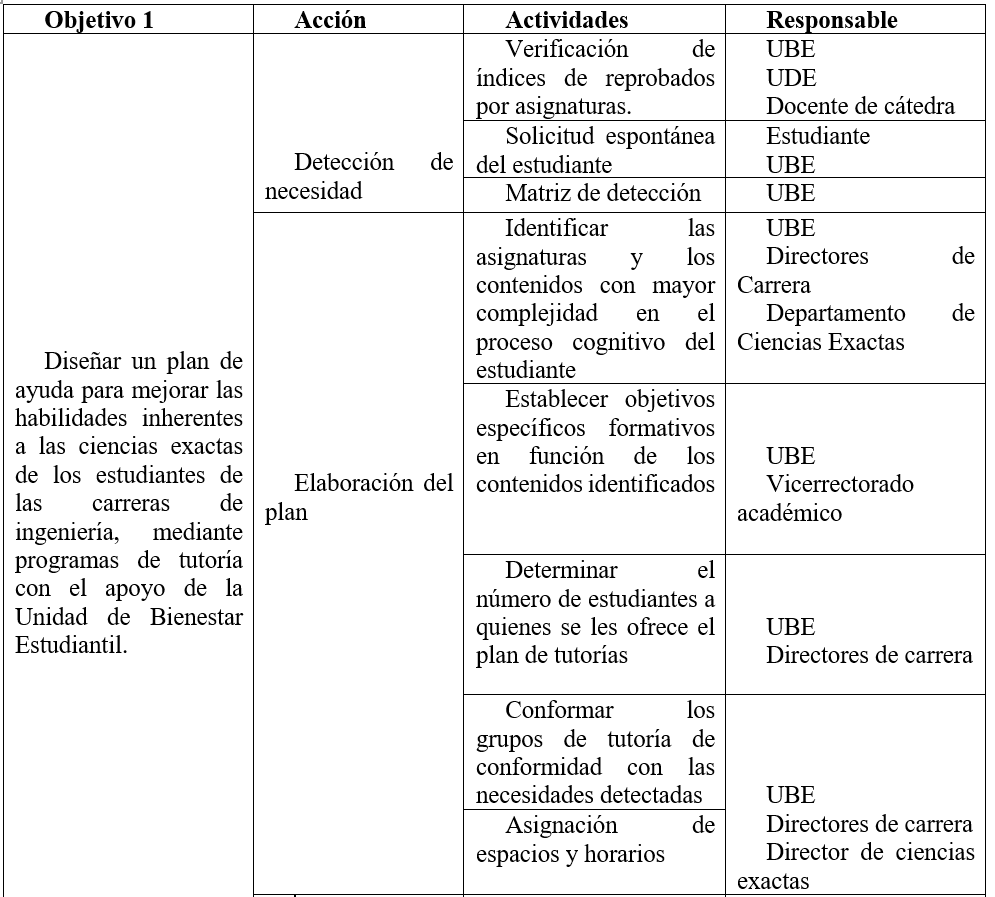 Objetivo 1
Acción
Actividades
Responsable
Diseñar un plan de
ayuda para mejorar las
habilidades inherentes
a las ciencias exactas
de los estudiantes de
las carreras de
ingeniería, mediante
programas de tutoría
con el apoyo de la
Unidad de Bienestar
Estudiantil.
Detección de
necesidad
Verificación de
índices de reprobados
por asignaturas.
UBE
UDE
Docente de cátedra
Solicitud espontánea
del estudiante
Estudiante
UBE
Matriz de detección
UBE
Elaboración del
plan
Identificar las
asignaturas y los
contenidos con mayor
complejidad en el
proceso cognitivo del
estudiante
UBE
Directores de
Carrera
Departamento de
Ciencias Exactas
Establecer objetivos
específicos formativos
en función de los
contenidos identificados
UBE
Vicerrectorado
académico
Determinar el
número de estudiantes a
quienes se les ofrece el
plan de tutorías
UBE
Directores de carrera
Conformar los
grupos de tutoría de
conformidad con las
necesidades detectadas
Asignación de
espacios y horarios
UBE
Directores de carrera
Director de ciencias
exactas